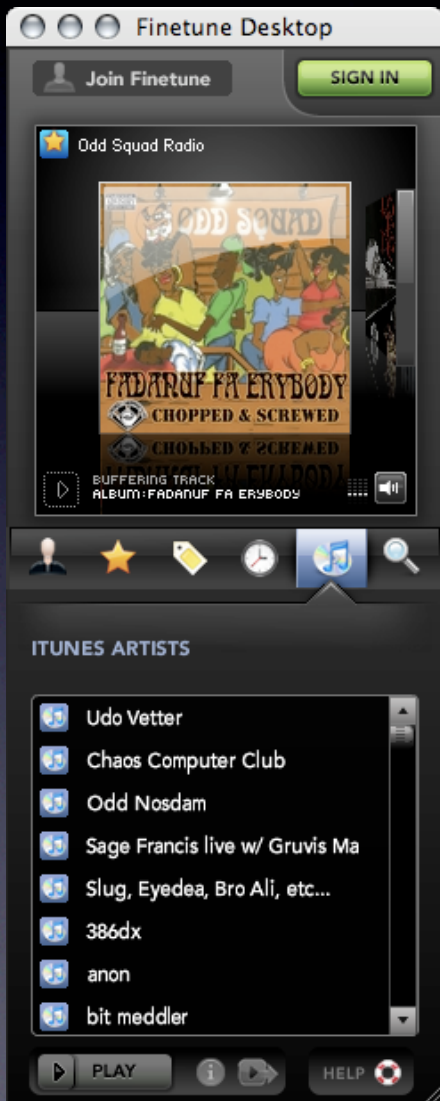 Finetune Desktop
Join Finetune
SIGN IN
Odd Squad Radio
ODD SQUAD
FADANUF FA ERYBODY
CHOPPED & SCREWED
BUFFERING TRACK
ALBUM:FADANUF FA ERYBODY
ITUNES ARTISTS
Udo Vetter
Chaos Computer Club
Odd Nosdam
Sage Francis live w/ Gruvis Ma
Slug, Eyedea, Bro Ali, etc...
386dx
anon
bit meddler
PLAY
HELP